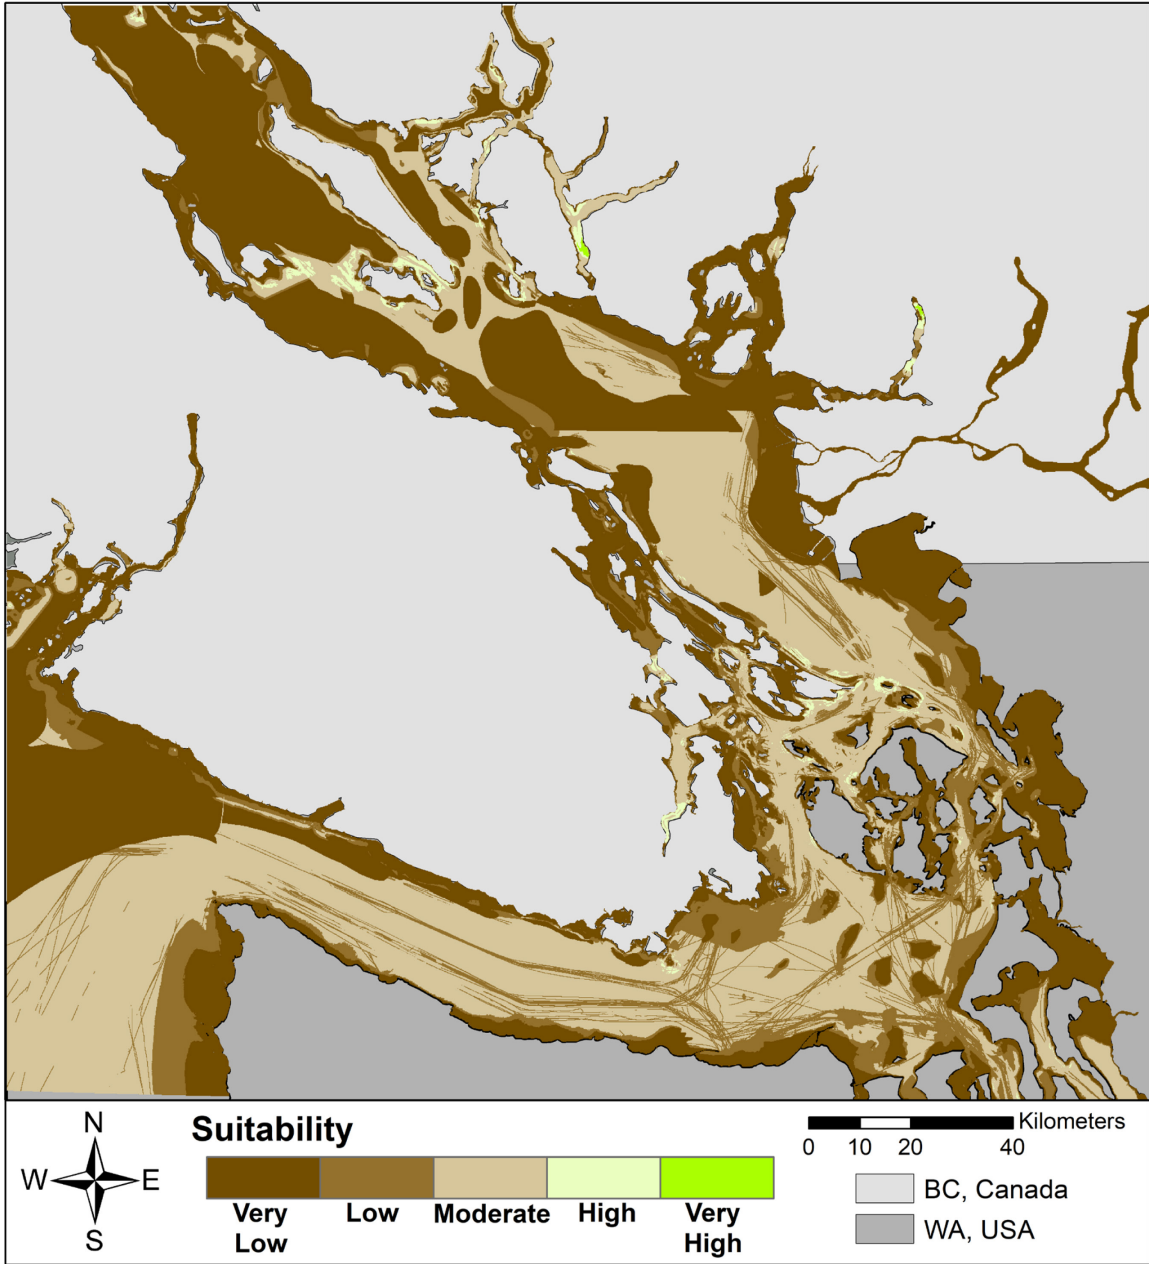 N
W E
S
Suitability
Very Low
Low
Moderate
High
Very High
Kilometers
0 10 20 40
BC, Canada
WA, USA